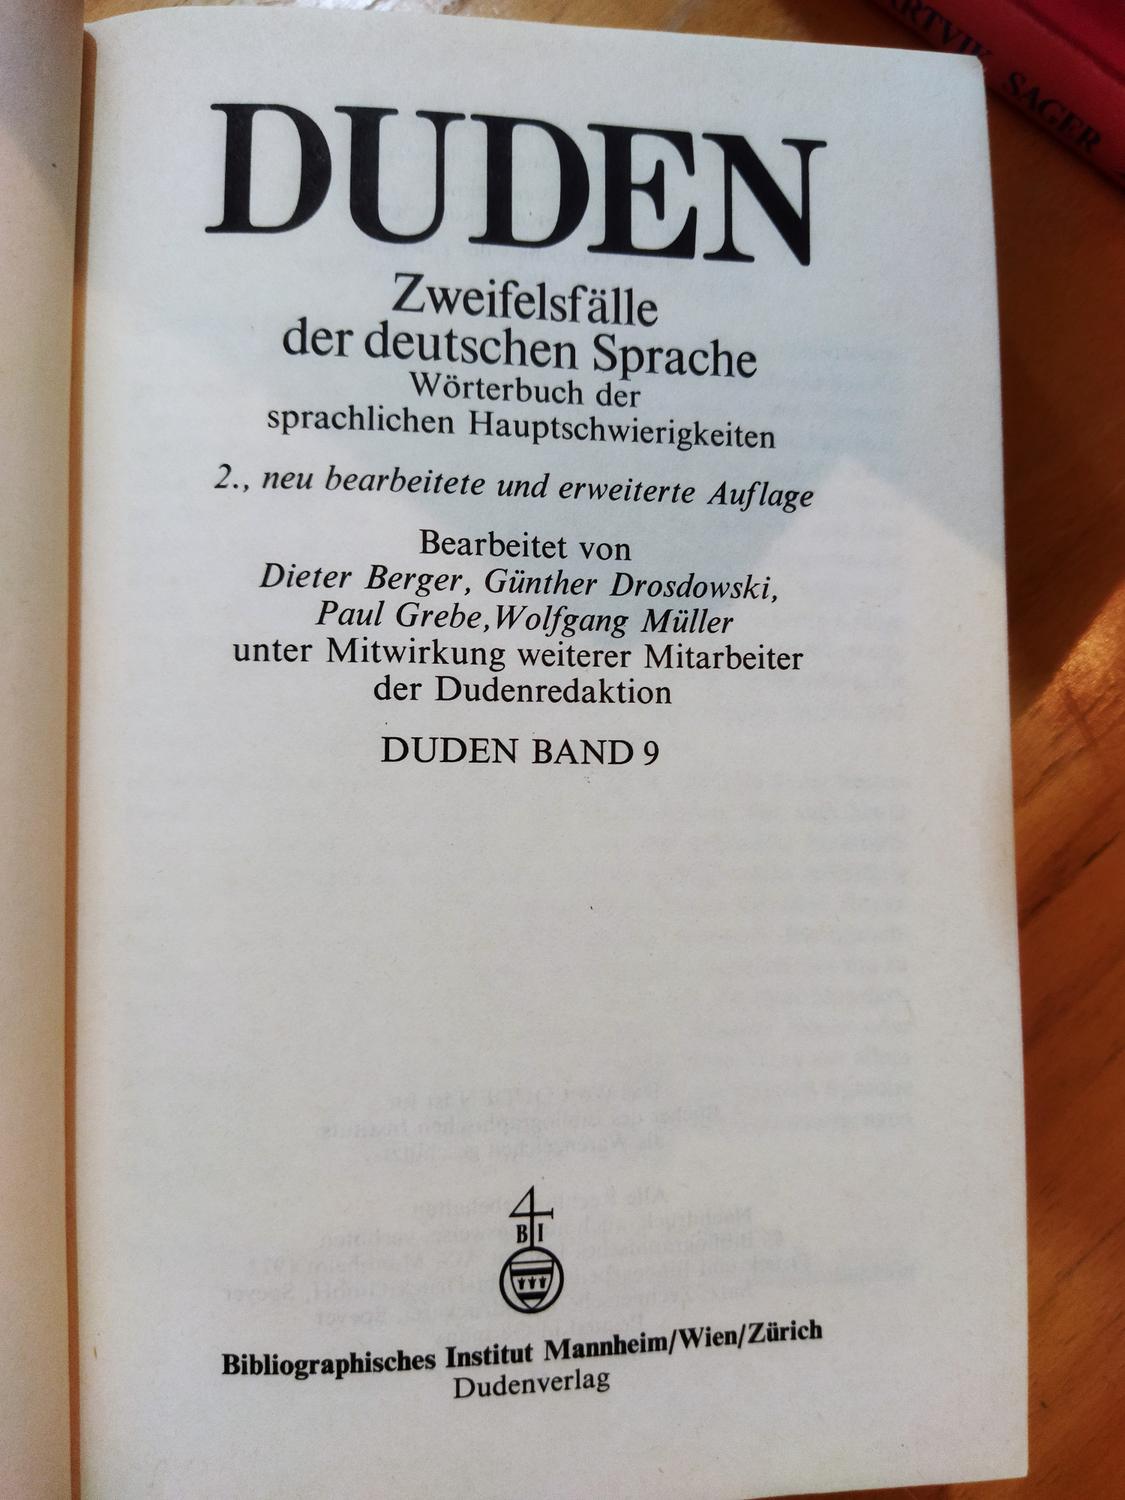 DUDEN
Zweifelsfälle
der deutschen Sprache
Wörterbuch der
sprachlichen Hauptschwierigkeiten
2., neu bearbeitete und erweiterte Auflage
Bearbeitet von
Dieter Berger, Günther Drosdowski,
Paul Grebe, Wolfgang Müller
unter Mitwirkung weiterer Mitarbeiter
der Dudenredaktion
DUDEN BAND 9
B I
Bibliographisches Institut Mannheim/Wien/Zürich
Dudenverlag
SAGER